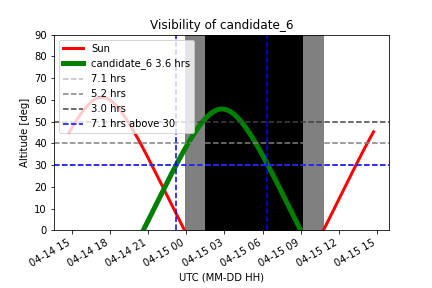 Visibility of candidate_6
Altitude [deg]
90
80
70
60
50
40
30
20
10
0
Sun
candidate_6 3.6 hrs
7.1 hrs
5.2 hrs
3.0 hrs
7.1 hrs above 30
04-14 15
04-14 18
04-14 21
04-15 00
04-15 03
04-15 06
04-15 09
04-15 12
04-15 15
UTC (MM-DD HH)